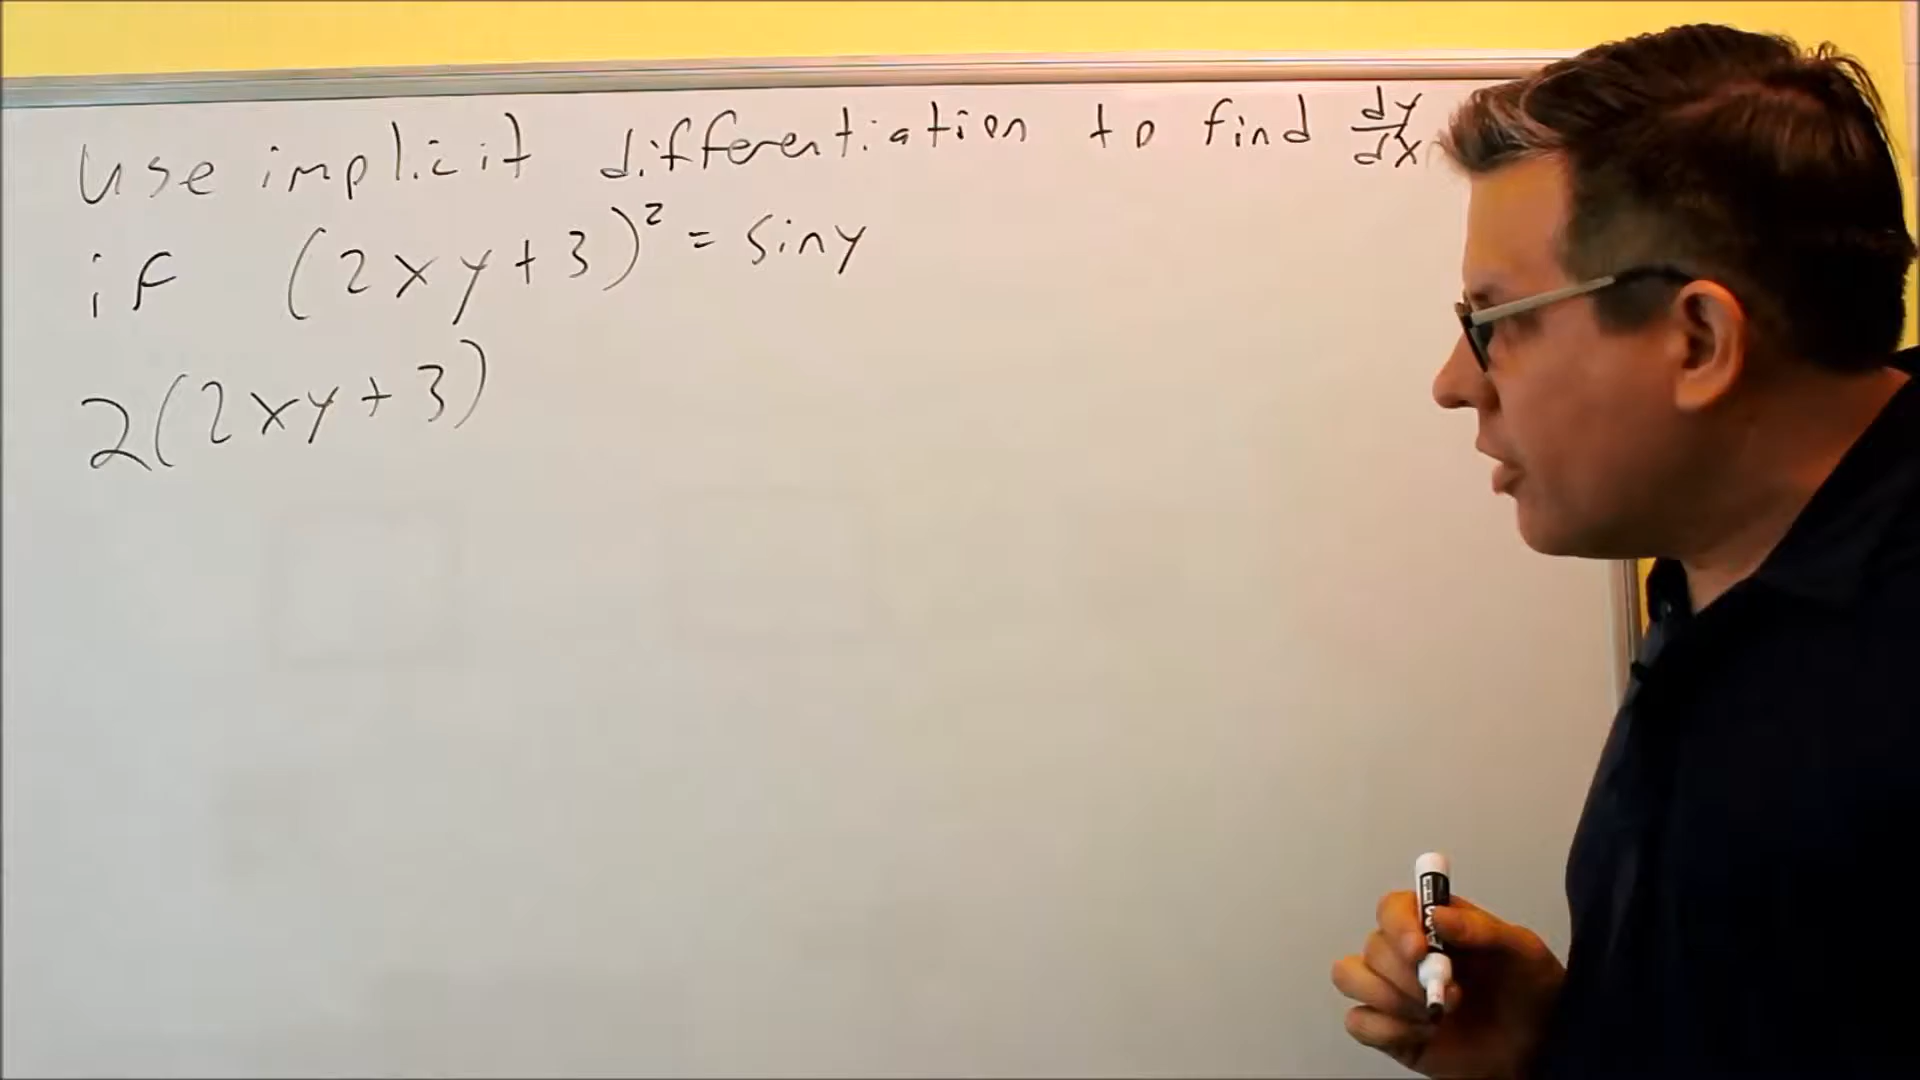 Use implicit differentiation to find dy/dx
if (2xy+3)² = siny
2(2xy+3)